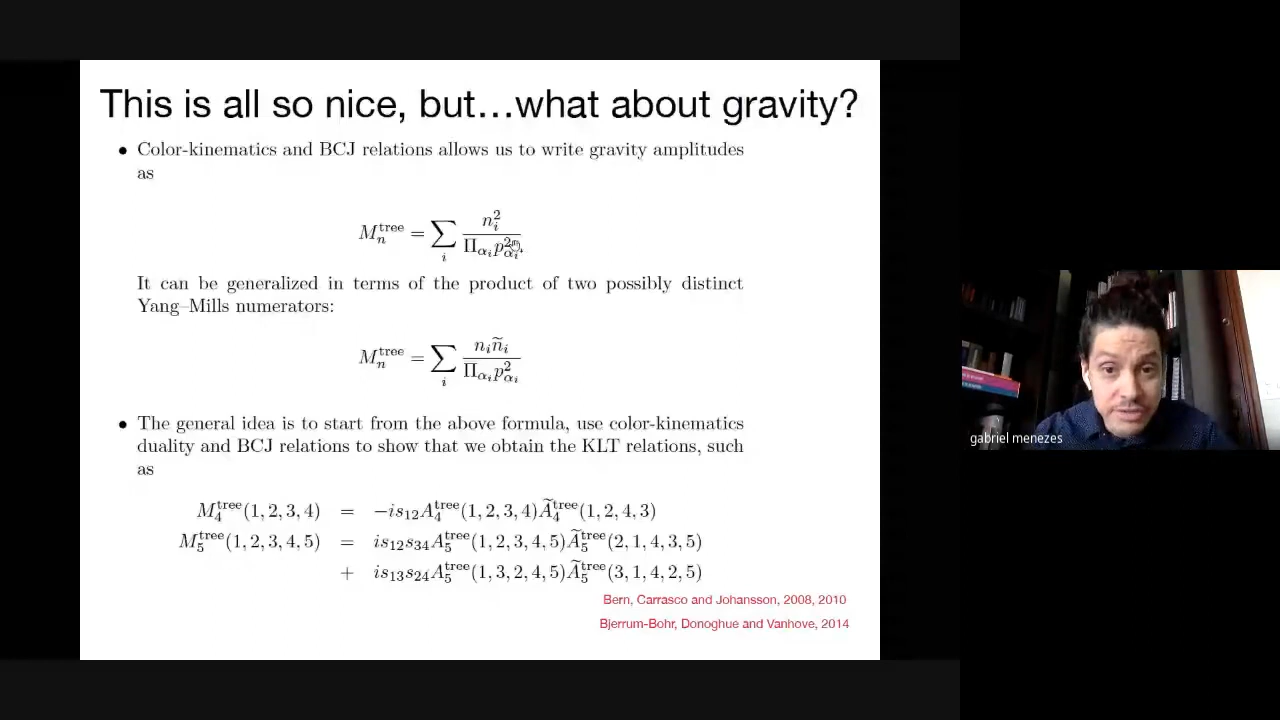 This is all so nice, but…what about gravity?
• Color-kinematics and BCJ relations allows us to write gravity amplitudes
as
M_n^tree = ∑_i n_i^2 / Π_{α_i} p_{α_i}^2
It can be generalized in terms of the product of two possibly distinct
Yang–Mills numerators:
M_n^tree = ∑_i n_i ñ_i / Π_{α_i} p_{α_i}^2
• The general idea is to start from the above formula, use color-kinematics
duality and BCJ relations to show that we obtain the KLT relations, such
as
M_4^tree(1, 2, 3, 4) = −is_12 A_4^tree(1, 2, 3, 4) Ã_4^tree(1, 2, 4, 3)
M_5^tree(1, 2, 3, 4, 5) = is_12 s_34 A_5^tree(1, 2, 3, 4, 5) Ã_5^tree(2, 1, 4, 3, 5)
+ is_13 s_24 A_5^tree(1, 3, 2, 4, 5) Ã_5^tree(3, 1, 4, 2, 5)
Bern, Carrasco and Johansson, 2008, 2010
Bjerrum-Bohr, Donoghue and Vanhove, 2014
gabriel menezes